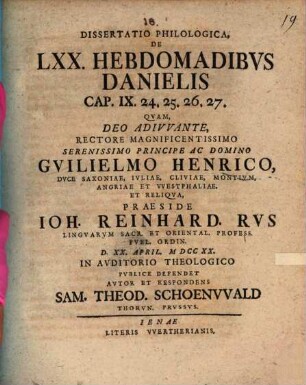 10.
19
DISSERTATIO PHILOLOGICA,
DE
LXX. HEBDOMADIBVS
DANIELIS
CAP. IX. 24. 25. 26. 27.
QVAM,
DEO ADIVVANTE,
RECTORE MAGNIFICENTISSIMO
SERENISSIMO PRINCIPE AC DOMINO
GVILIELMO HENRICO,
DVCE SAXONIAE, IVLIAE, CLIVIAE, MONTIVM,
ANGRIAE ET VVESTPHALIAE.
ET RELIQVA,
PRAESIDE
IOH. REINHARD. RVS
LINGVARVM SACR. ET ORIENTAL. PROFESS.
PVBL. ORDIN.
D. XX. APRIL. M DCC XX.
IN AVDITORIO THEOLOGICO
PVBLICE DEFENDET
AVTOR ET RESPONDENS
SAM. THEOD. SCHOENVVALD
THORVN. PRVSSVS.
IENAE
LITERIS VVERTHERIANIS.